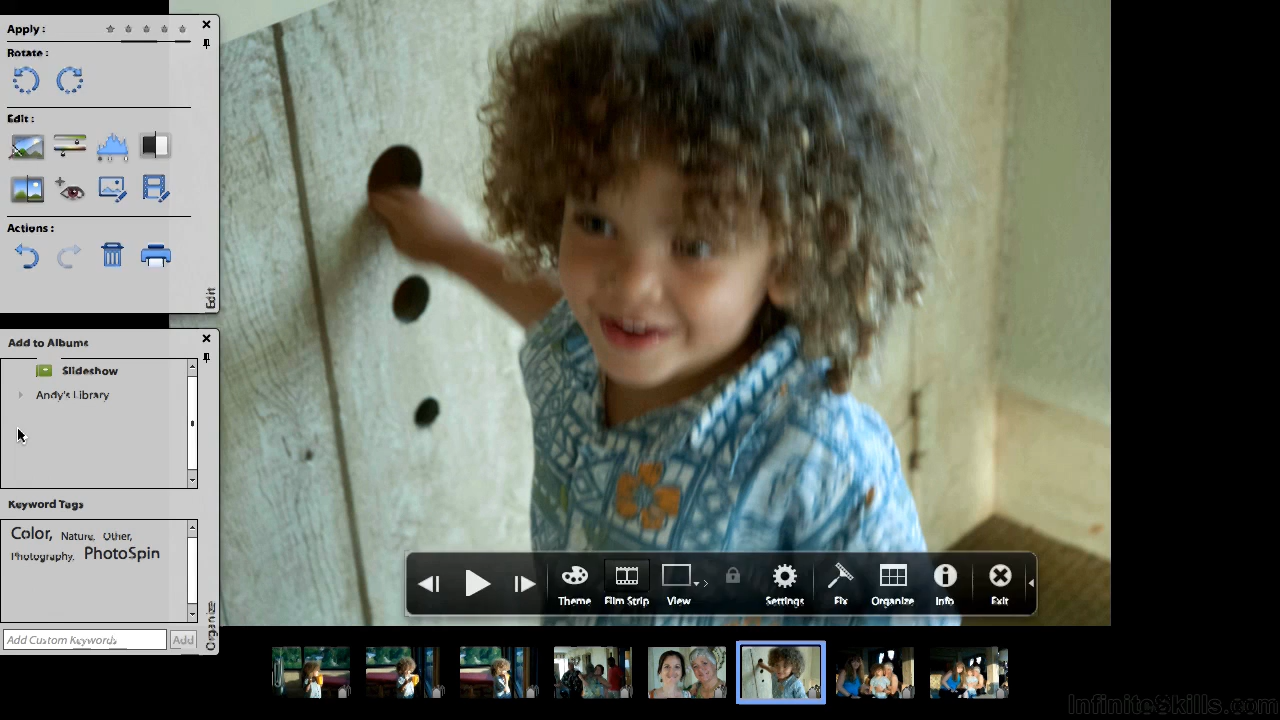 Apply :
Rotate :
Edit :
Actions :
Edit
Add to Albums
Slideshow
Andy's Library
Keyword Tags
Color, Nature, Other,
Photography, PhotoSpin
Add Custom Keywords Add
Organize
Theme Film Strip View Settings Fix Organize Info Exit
InfiniteSkills.com